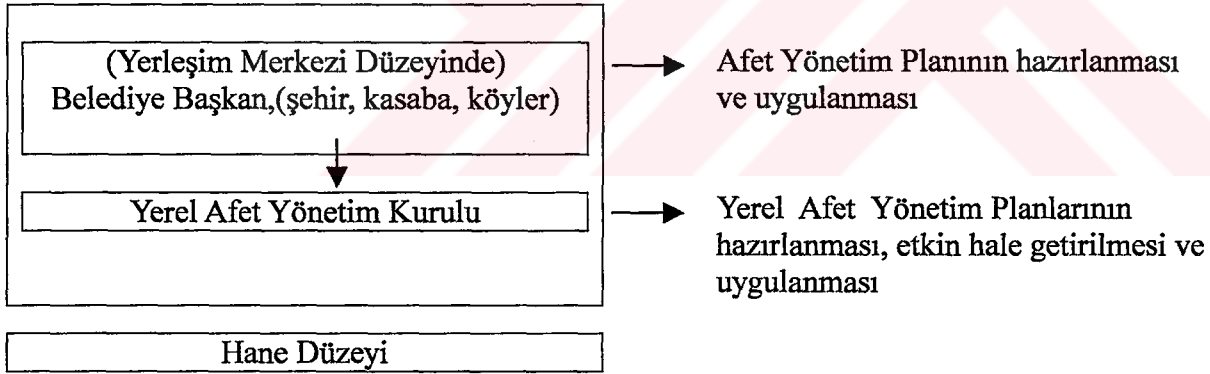 (Yerleşim Merkezi Düzeyinde)
Belediye Başkan,(şehir, kasaba, köyler)
Afet Yönetim Planının hazırlanması
ve uygulanması
Yerel Afet Yönetim Kurulu
Yerel Afet Yönetim Planlarının
hazırlanması, etkin hale getirilmesi ve
uygulanması
Hane Düzeyi